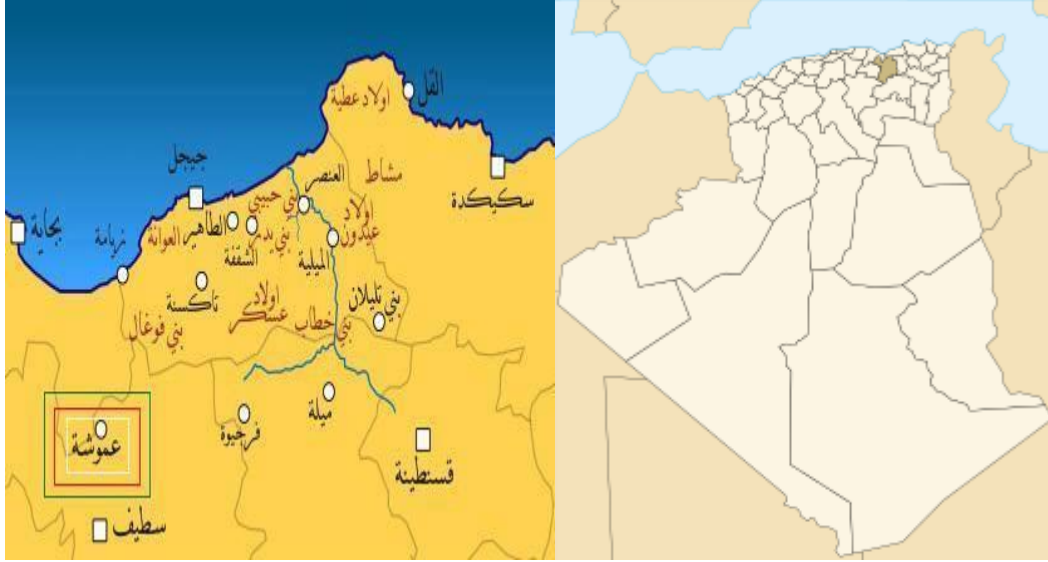 القل
اولاد عطية
جيجل
العنصر
مشاط
سكيكدة
بني حبيبي
اولاد
عيدون
بجاية
زيامة
العوانة
الطاهير
بني يدر
الشقفة
الميلية
تاكسنة
اولاد
عسكر
بني تليلان
بني خطاب
بني فوغال
ميلة
فرجيوة
عموشة
قسنطينة
سطيف